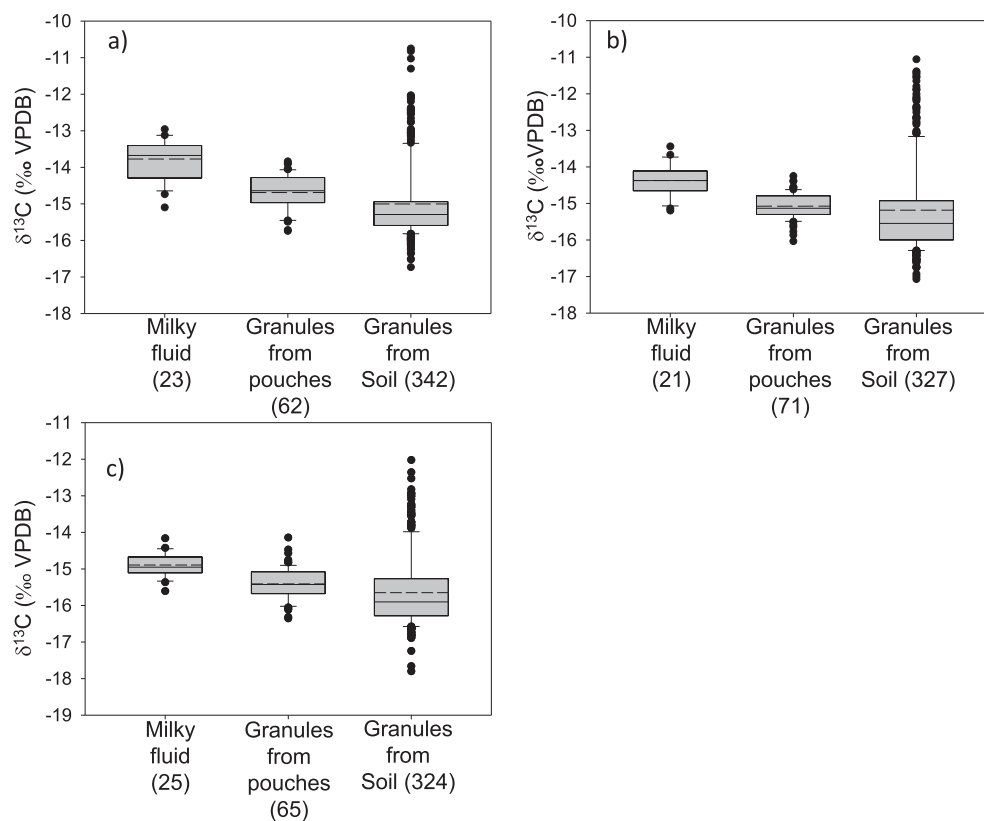 a)
δ13C (‰ VPDB)
-10
-11
-12
-13
-14
-15
-16
-17
-18
Milky
fluid
(23)
Granules
from
pouches
(62)
Granules
from
Soil (342)
b)
δ13C (‰VPDB)
-10
-11
-12
-13
-14
-15
-16
-17
-18
Milky
fluid
(21)
Granules
from
pouches
(71)
Granules
from
Soil (327)
c)
δ13C (‰ VPDB)
-11
-12
-13
-14
-15
-16
-17
-18
-19
Milky
fluid
(25)
Granules
from
pouches
(65)
Granules
from
Soil (324)